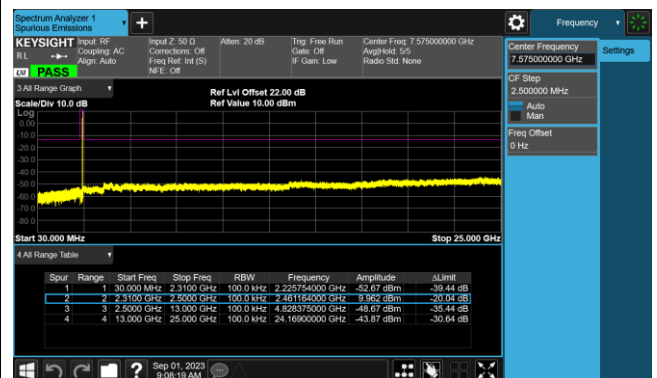 Spectrum Analyzer 1
Spurious Emissions
+
Frequency
KEYSIGHT
RL
PASS
Input: RF
Coupling: AC
Align: Auto
Input Z: 50 Ω
Corrections: Off
Freq Ref: Int (S)
NFE: Off
Atten: 20 dB
Trig: Free Run
Gate: Off
IF Gain: Low
Center Freq: 7.575000000 GHz
Avg|Hold: 5/5
Radio Std: None
Center Frequency
7.575000000 GHz
Settings
CF Step
2.500000 MHz
Auto
Man
Freq Offset
0 Hz
3 All Range Graph
Scale/Div 10.0 dB
Ref Lvl Offset 22.00 dB
Ref Value 10.00 dBm
Log
0.00
-10.0
-20.0
-30.0
-40.0
-50.0
-60.0
-70.0
-80.0
Start 30.000 MHz
Stop 25.000 GHz
4 All Range Table
Spur Range Start Freq Stop Freq RBW Frequency Amplitude ΔLimit
1 1 30.000 MHz 2.3100 GHz 100.0 kHz 2.225754000 GHz -52.67 dBm -39.44 dB
2 2 2.3100 GHz 2.5000 GHz 100.0 kHz 2.461164000 GHz 9.962 dBm -20.04 dB
3 3 2.5000 GHz 13.000 GHz 100.0 kHz 4.828375000 GHz -48.67 dBm -35.44 dB
4 4 13.000 GHz 25.000 GHz 100.0 kHz 24.16900000 GHz -43.87 dBm -30.64 dB
?
Sep 01, 2023
9:08:19 AM